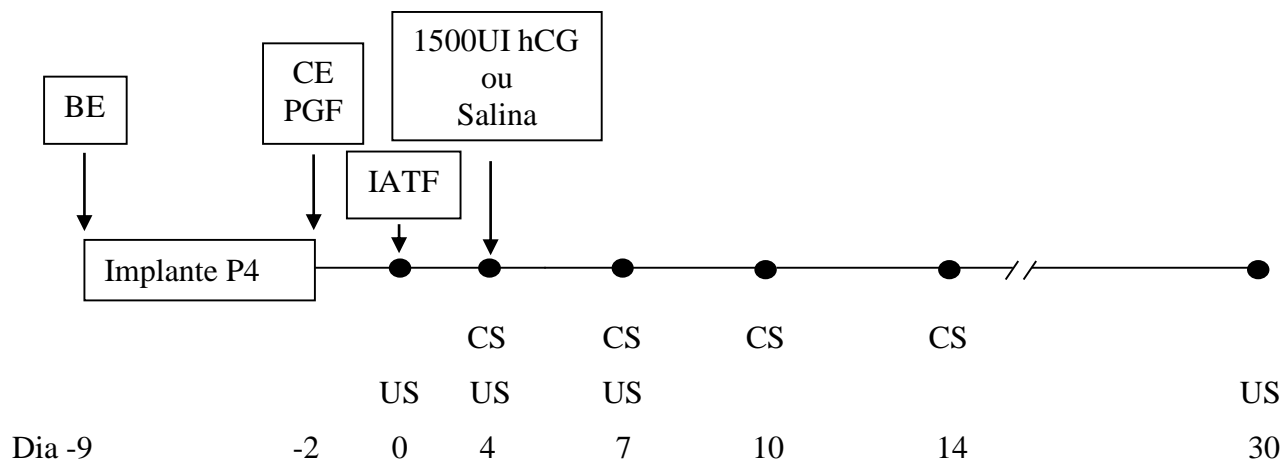 1500UI hCG
ou
Salina
CE
PGF
BE
IATF
Implante P4
CS CS CS CS
US US US US
Dia -9 -2 0 4 7 10 14 30